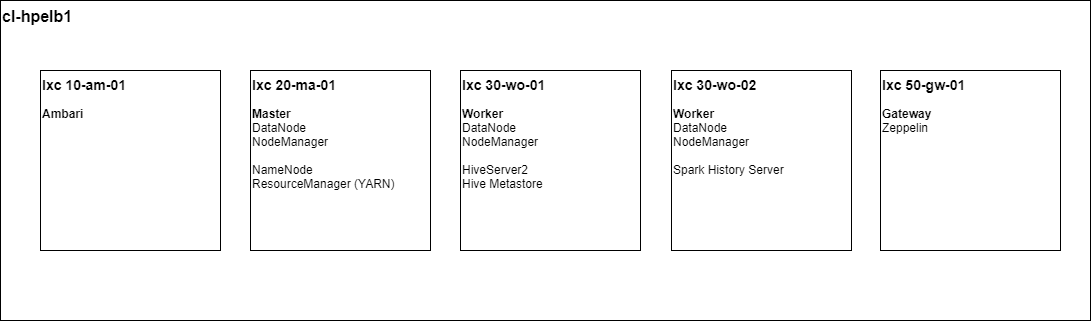 cl-hpelb1
lxc 10-am-01
Ambari
lxc 20-ma-01
Master
DataNode
NodeManager
NameNode
ResourceManager (YARN)
lxc 30-wo-01
Worker
DataNode
NodeManager
HiveServer2
Hive Metastore
lxc 30-wo-02
Worker
DataNode
NodeManager
Spark History Server
lxc 50-gw-01
Gateway
Zeppelin